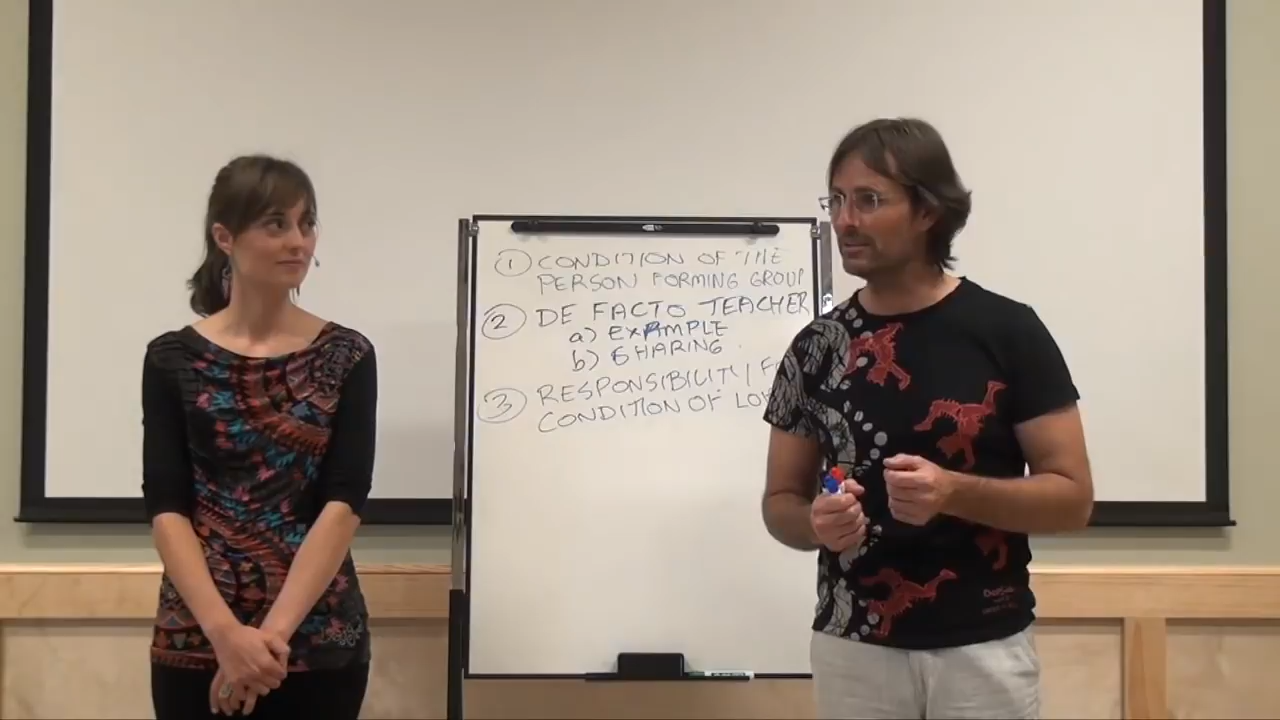 1 CONDITION OF THE
PERSON FORMING GROUP
2 DE FACTO TEACHER
a) EXAMPLE
b) SHARING
3 RESPONSIBILITY / F
CONDITION OF